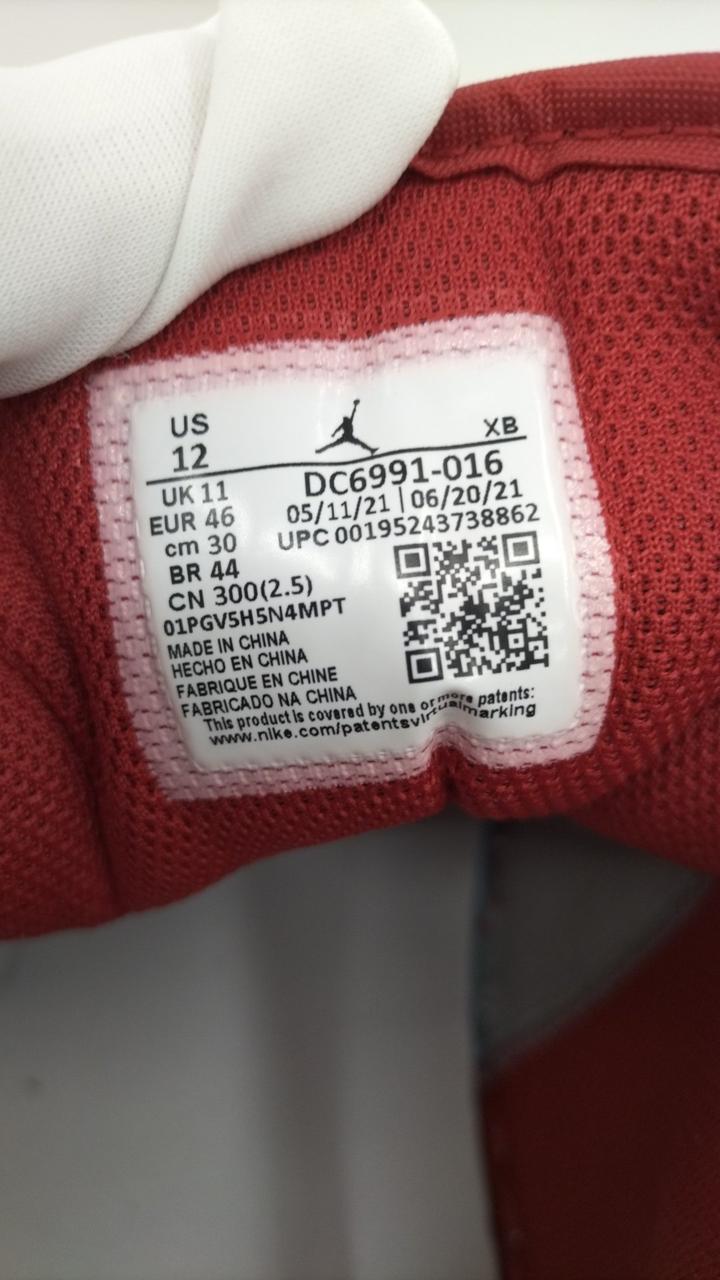 US
12
XB
DC6991-016
UK 11
05/11/21 | 06/20/21
EUR 46
UPC 00195243738862
cm 30
BR 44
CN 300(2.5)
01PGV5H5N4MPT
MADE IN CHINA
HECHO EN CHINA
FABRIQUE EN CHINE
FABRICADO NA CHINA
This product is covered by one or more patents:
www.nike.com/patentsvirtualmarking